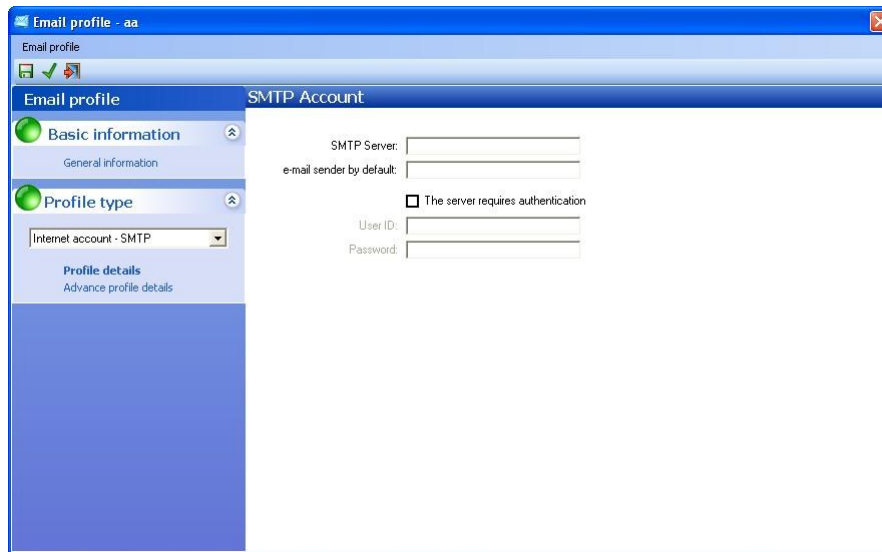 Email profile - aa
Email profile
Email profile
Basic information
General information
Profile type
Internet account - SMTP
Profile details
Advance profile details
SMTP Account
SMTP Server:
e-mail sender by default:
The server requires authentication
User ID:
Password: